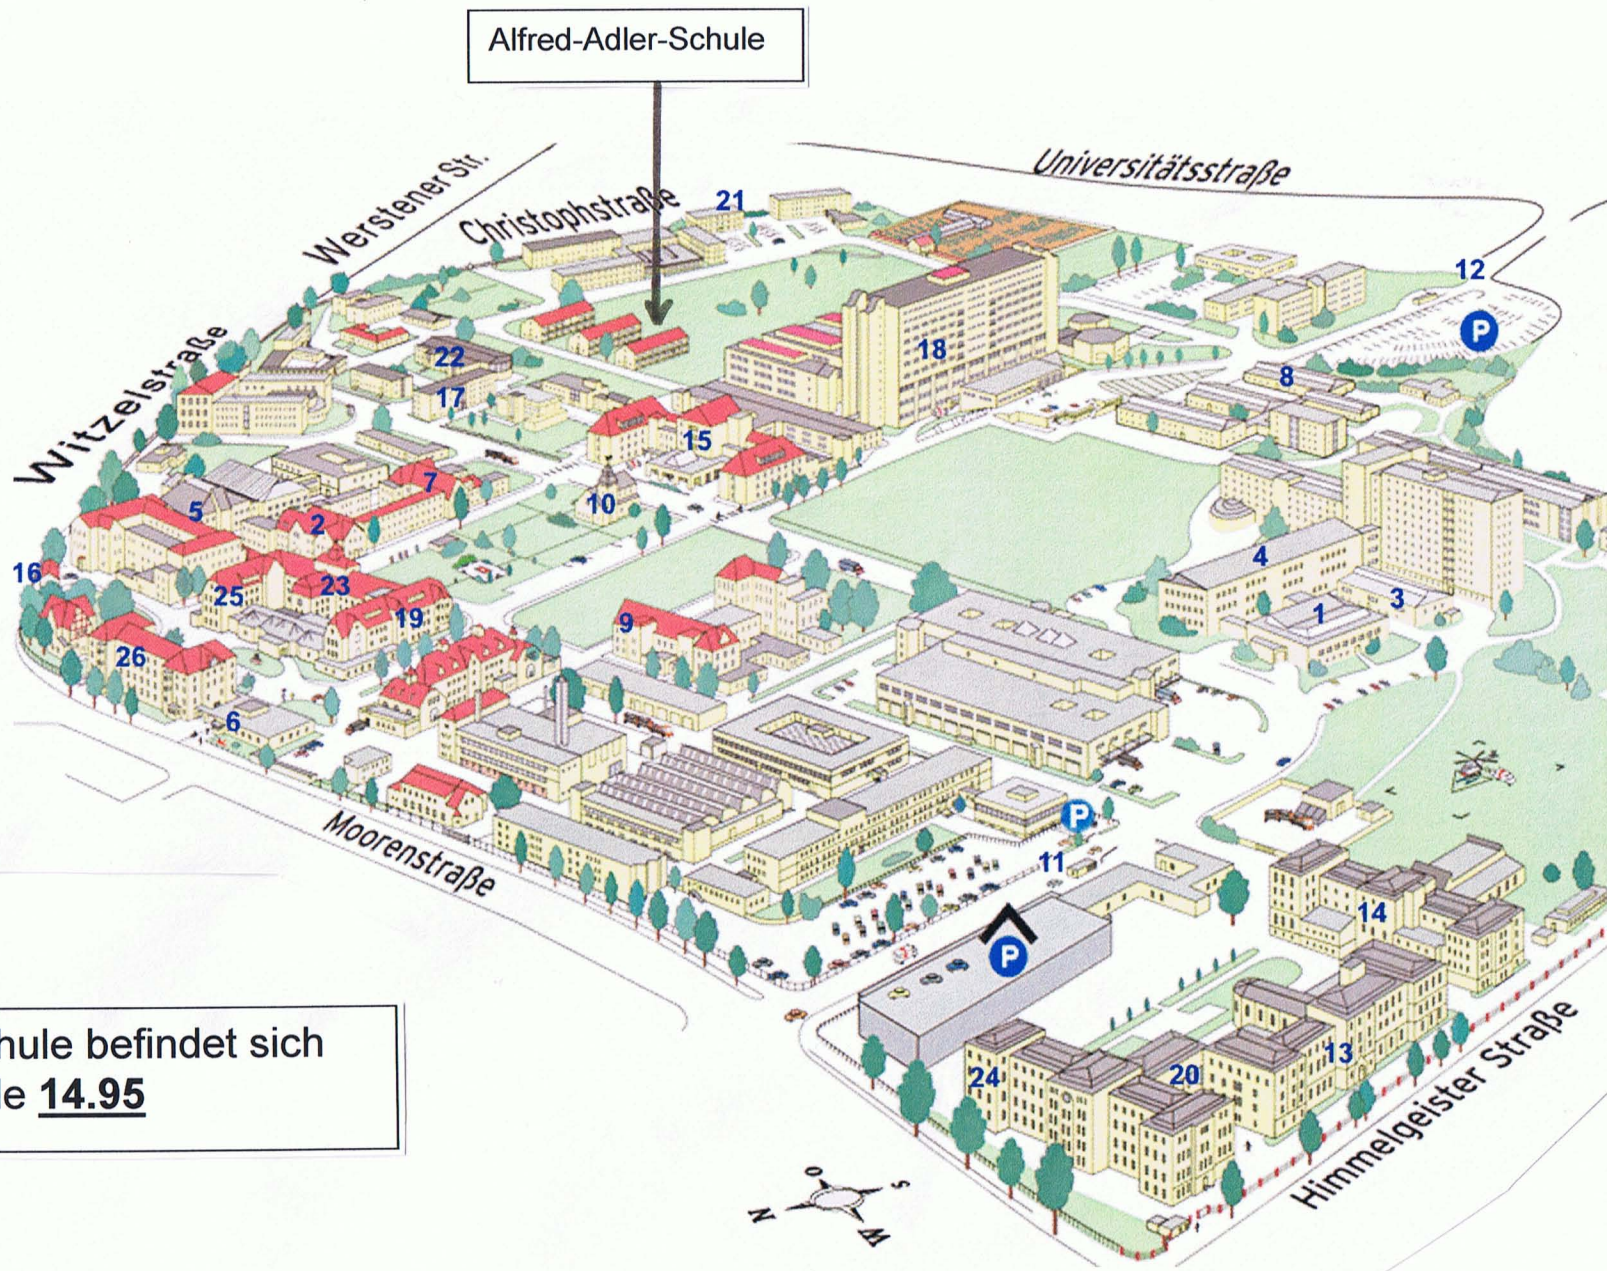 Alfred-Adler-Schule
Universitätsstraße
Werstener Str.
Christophstraße
21
12
P
Witzelstraße
18
22
8
17
15
7
10
5
2
4
16
25
23
3
19
1
9
26
6
Moorenstraße
P
11
14
P
hule befindet sich
le 14.95
13
24
20
Himmelgeister Straße
O
S
N
W